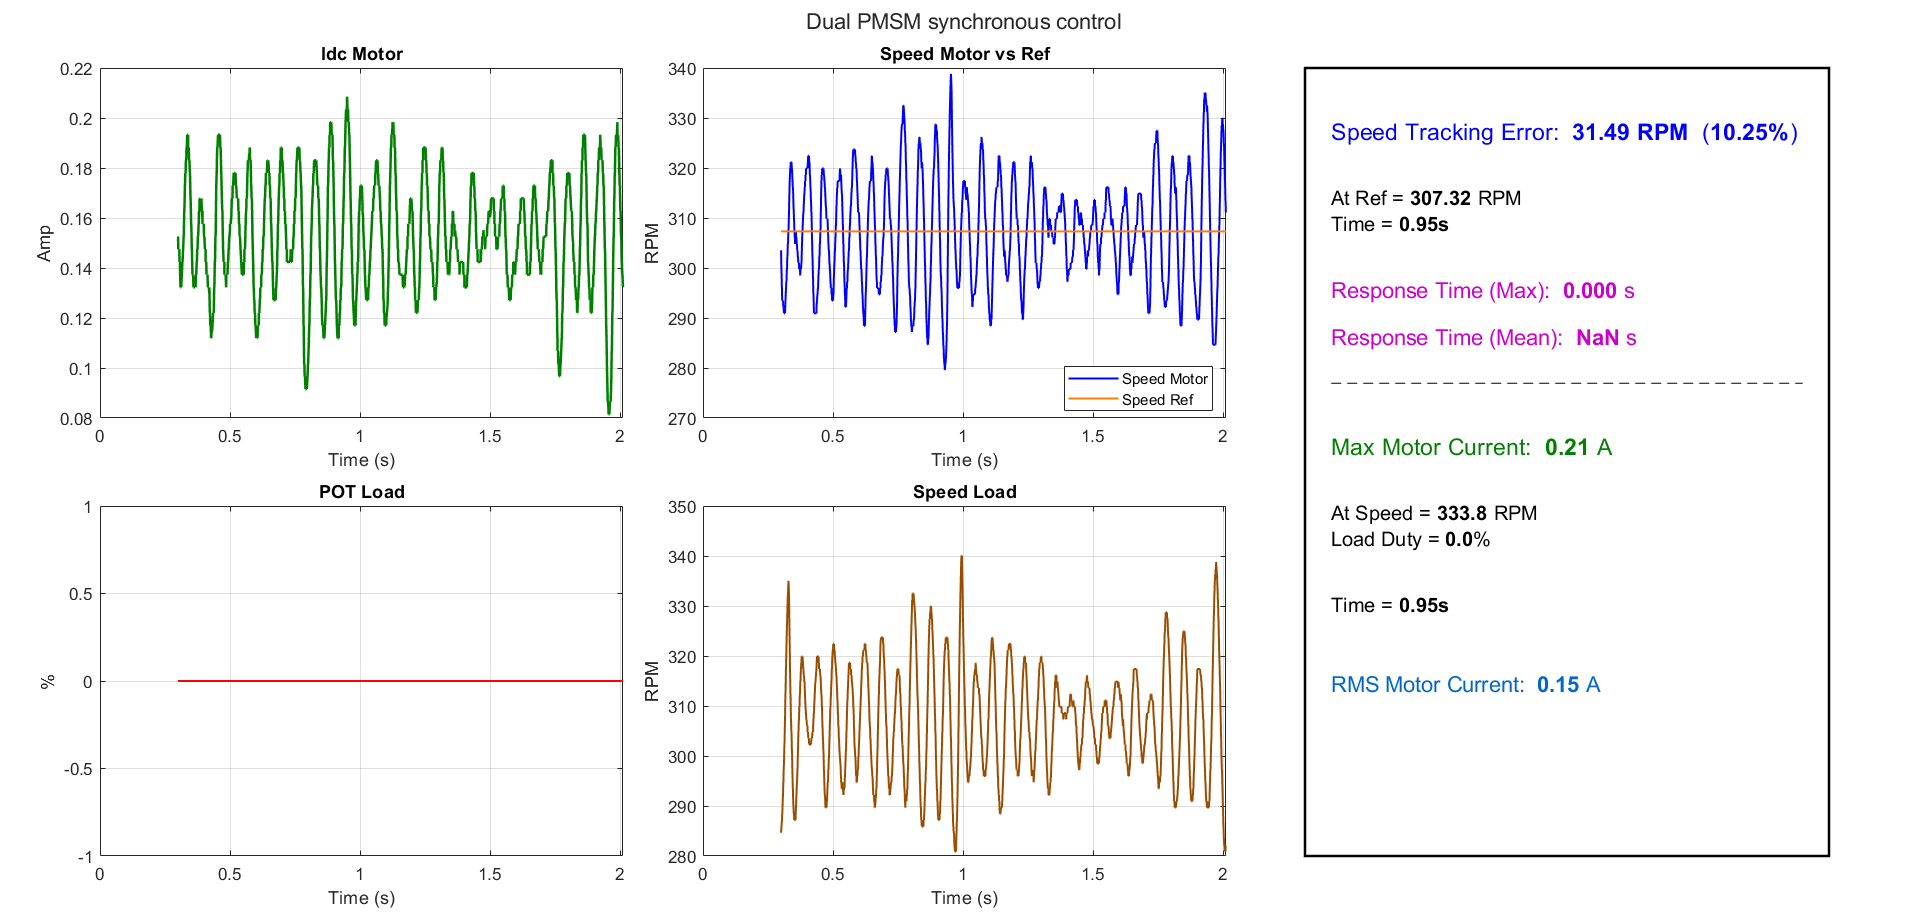 Dual PMSM synchronous control
Idc Motor
0.22
0.2
0.18
0.16
0.14
0.12
0.1
0.08
Amp
0
0.5
1
1.5
2
Time (s)
Speed Motor vs Ref
340
330
320
310
300
290
280
270
RPM
Speed Motor
Speed Ref
0
0.5
1
1.5
2
Time (s)
POT Load
1
0.5
0
-0.5
-1
%
0
0.5
1
1.5
2
Time (s)
Speed Load
350
340
330
320
310
300
290
280
RPM
0
0.5
1
1.5
2
Time (s)
Speed Tracking Error: 31.49 RPM (10.25%)
At Ref = 307.32 RPM
Time = 0.95s
Response Time (Max): 0.000 s
Response Time (Mean): NaN s
_ _ _ _ _ _ _ _ _ _ _ _ _ _ _ _ _ _ _ _ _ _ _ _ _ _ _ _ _ _
Max Motor Current: 0.21 A
At Speed = 333.8 RPM
Load Duty = 0.0%
Time = 0.95s
RMS Motor Current: 0.15 A